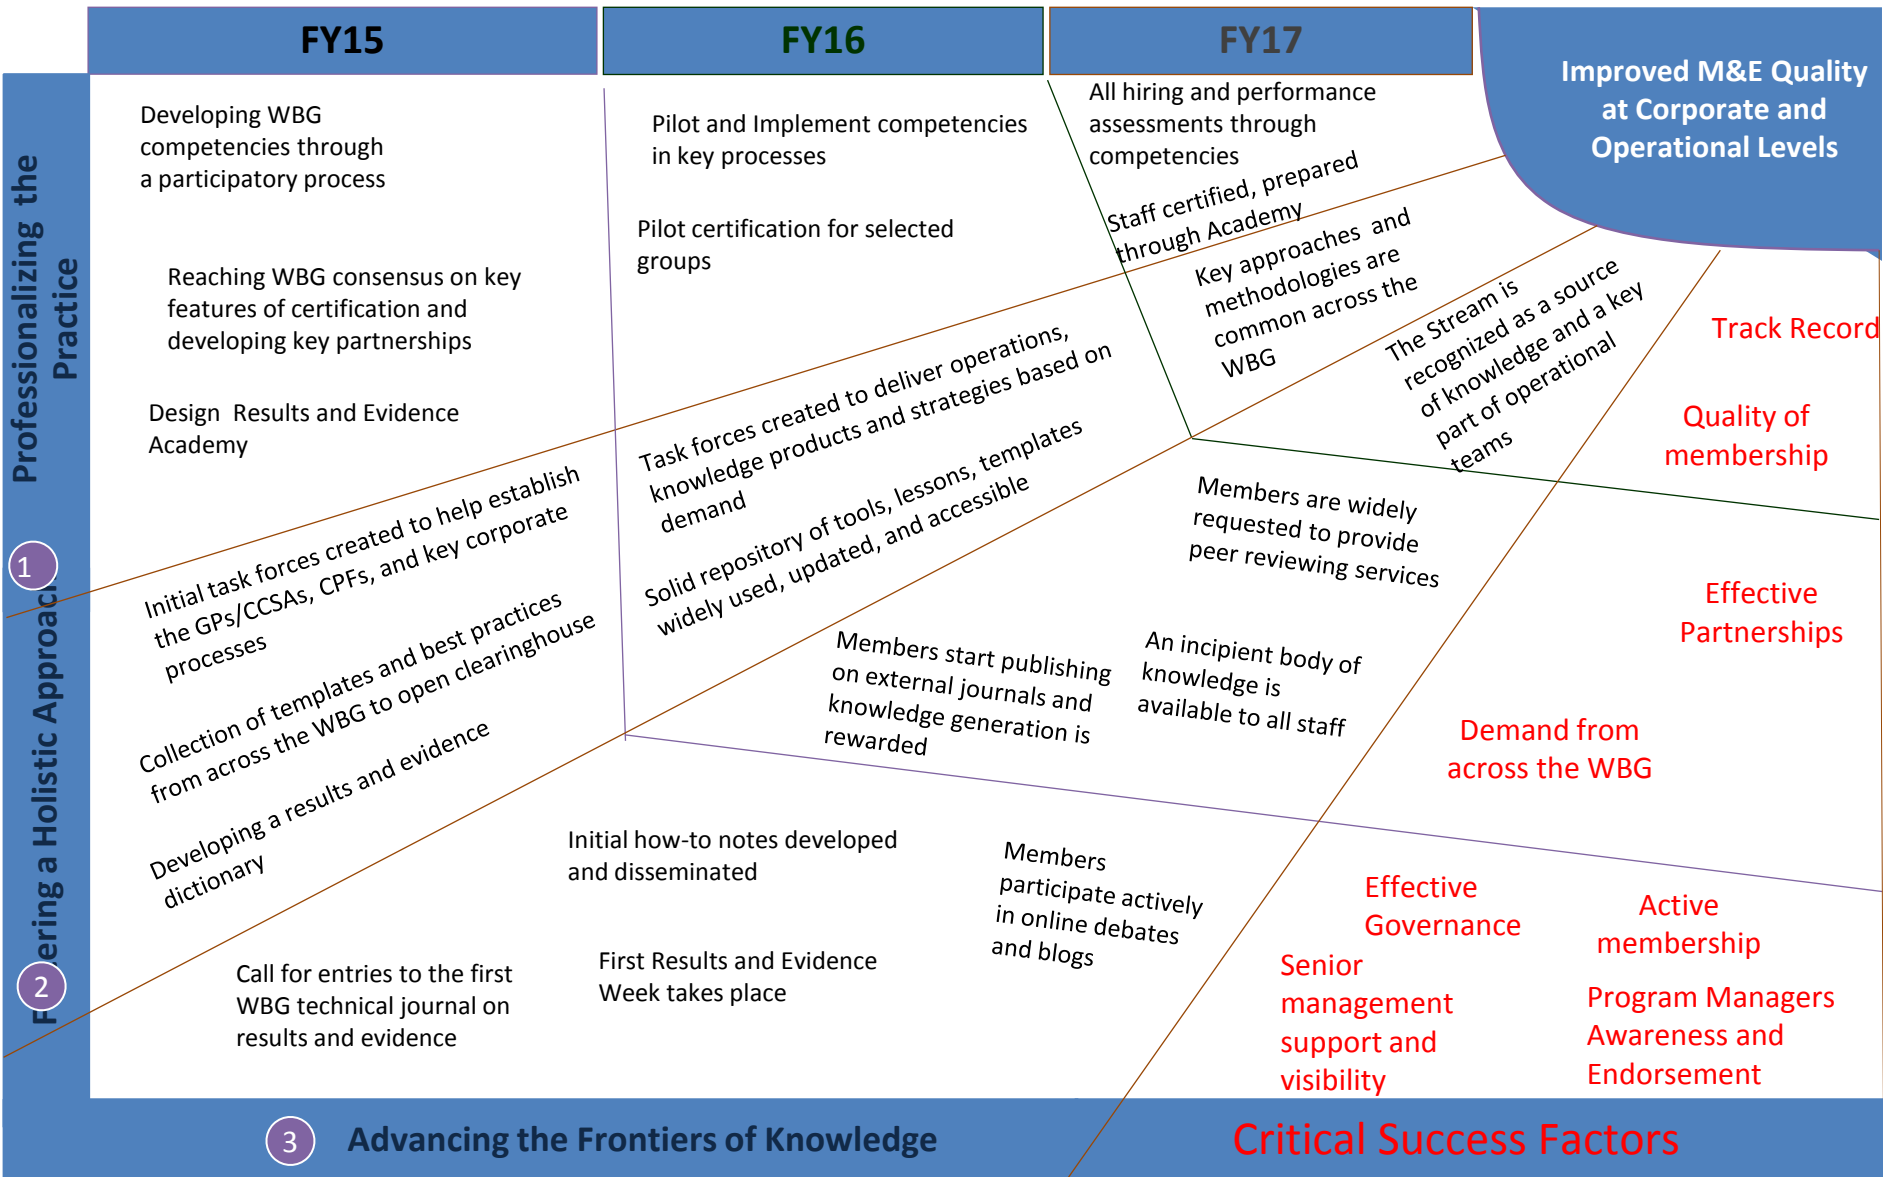 FY15
FY16
FY17
Improved M&E Quality
at Corporate and
Operational Levels
Professionalizing the
Practice
Developing WBG
competencies through
a participatory process
Reaching WBG consensus on key
features of certification and
developing key partnerships
Design Results and Evidence
Academy
Pilot and Implement competencies
in key processes
Pilot certification for selected
groups
All hiring and performance
assessments through
competencies
Staff certified, prepared
through Academy
1
ering a Holistic Approac
2
Initial task forces created to help establish
the GPs/CCSAs, CPFs, and key corporate
processes
Collection of templates and best practices
from across the WBG to open clearinghouse
Developing a results and evidence
dictionary
Task forces created to deliver operations,
knowledge products and strategies based on
demand
Solid repository of tools, lessons, templates
widely used, updated, and accessible
Key approaches and
methodologies are
common across the
WBG
The Stream is
recognized as a source
of knowledge and a key
part of operational
teams
Call for entries to the first
WBG technical journal on
results and evidence
Initial how-to notes developed
and disseminated
First Results and Evidence
Week takes place
Members
participate actively
in online debates
and blogs
Members start publishing
on external journals and
knowledge generation is
rewarded
An incipient body of
knowledge is
available to all staff
Members are widely
requested to provide
peer reviewing services
Track Record
Quality of
membership
Effective
Partnerships
Demand from
across the WBG
Effective
Governance
Active
membership
Senior
management
support and
visibility
Program Managers
Awareness and
Endorsement
3
Advancing the Frontiers of Knowledge
Critical Success Factors